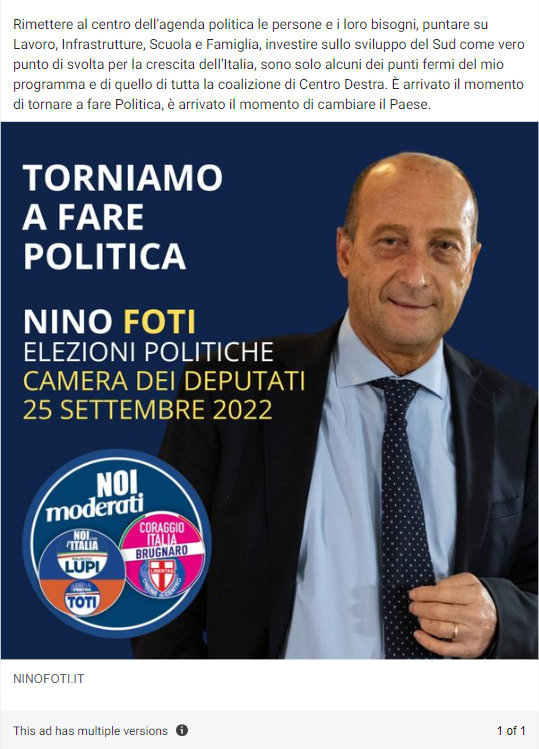 Rimettere al centro dell'agenda politica le persone e i loro bisogni, puntare su
Lavoro, Infrastrutture, Scuola e Famiglia, investire sullo sviluppo del Sud come vero
punto di svolta per la crescita dell'Italia, sono solo alcuni dei punti fermi del mio
programma e di quello di tutta la coalizione di Centro Destra. È arrivato il momento
di tornare a fare Politica, è arrivato il momento di cambiare il Paese.
TORNIAMO
A FARE
POLITICA
NINO FOTI
ELEZIONI POLITICHE
CAMERA DEI DEPUTATI
25 SETTEMBRE 2022
NOI
moderati
NOI
L'ITALIA
LUPI
TOTI
CORAGGIO
ITALIA
BRUGNARO
LIBERTAS
UNIONE DI CENTRO
NINOFOTI.IT
This ad has multiple versions
1 of 1